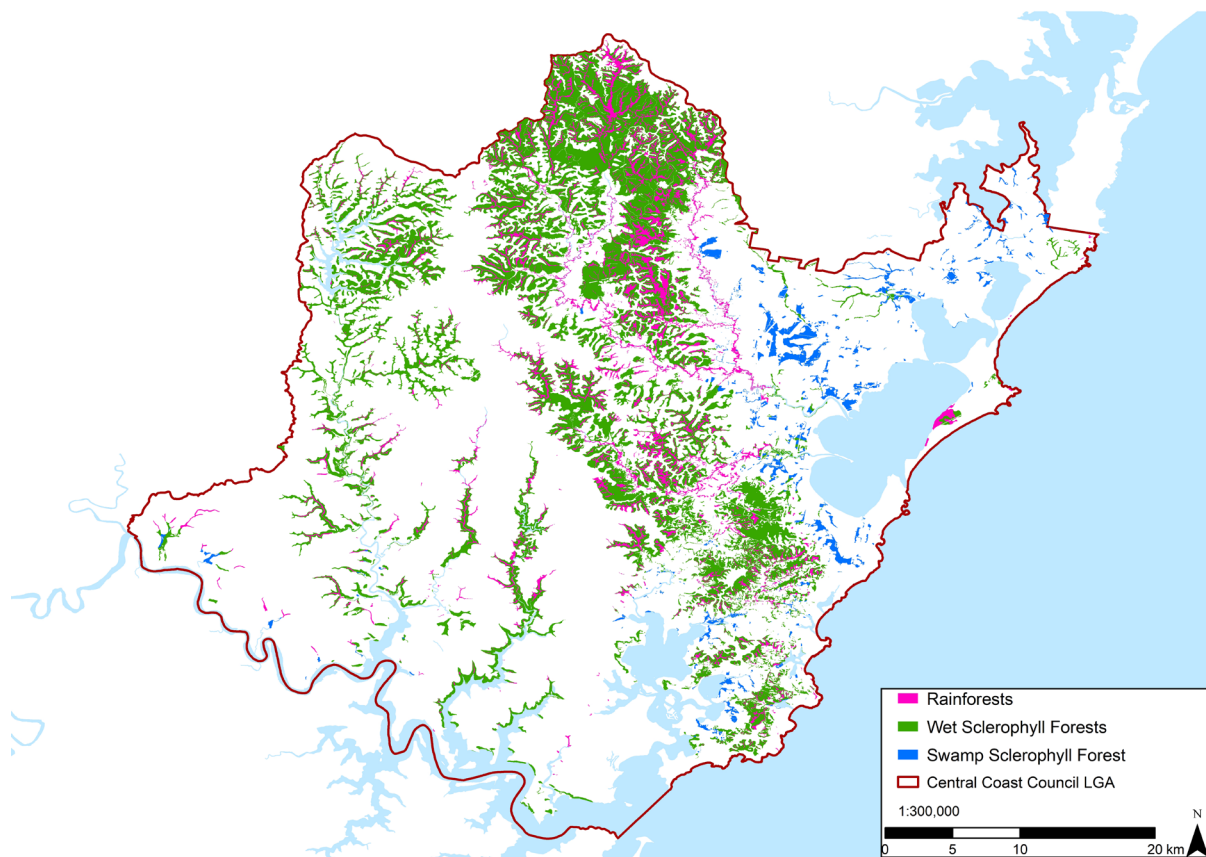 Rainforests
Wet Sclerophyll Forests
Swamp Sclerophyll Forest
Central Coast Council LGA
1:300,000
N
0 5 10 20 km